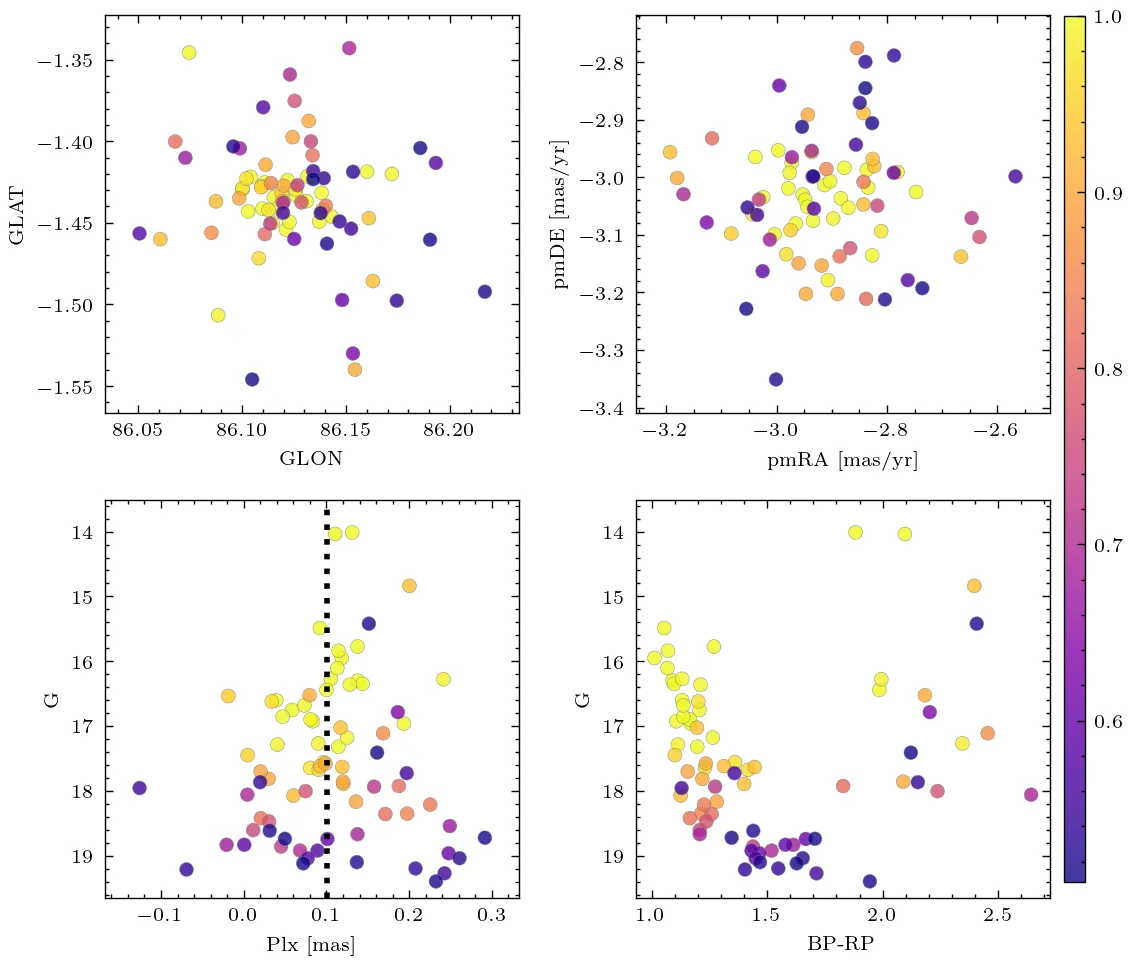 −1.35
−1.40
−1.45
−1.50
−1.55
GLAT
86.05 86.10 86.15 86.20
GLON
−2.8
−2.9
−3.0
−3.1
−3.2
−3.3
−3.4
pmDE [mas/yr]
−3.2 −3.0 −2.8 −2.6
pmRA [mas/yr]
1.0
0.9
0.8
0.7
0.6
14
15
16
17
18
19
G
−0.1 0.0 0.1 0.2 0.3
Plx [mas]
14
15
16
17
18
19
G
1.0 1.5 2.0 2.5
BP-RP